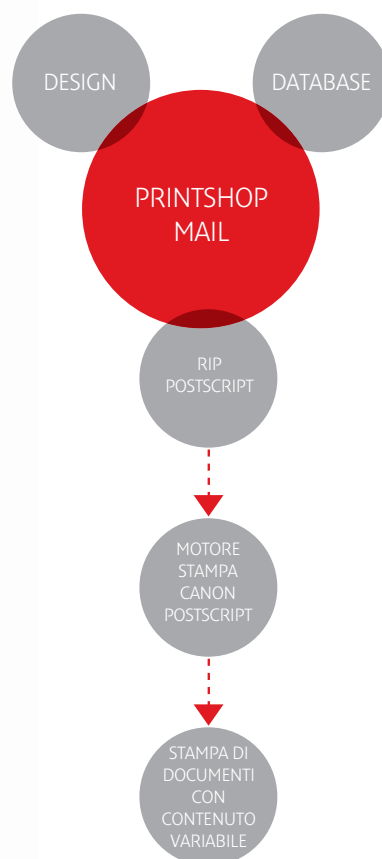 DESIGN
DATABASE
PRINTSHOP
MAIL
RIP
POSTSCRIPT
MOTORE
STAMPA
CANON
POSTSCRIPT
STAMPA DI
DOCUMENTI
CON
CONTENUTO
VARIABILE